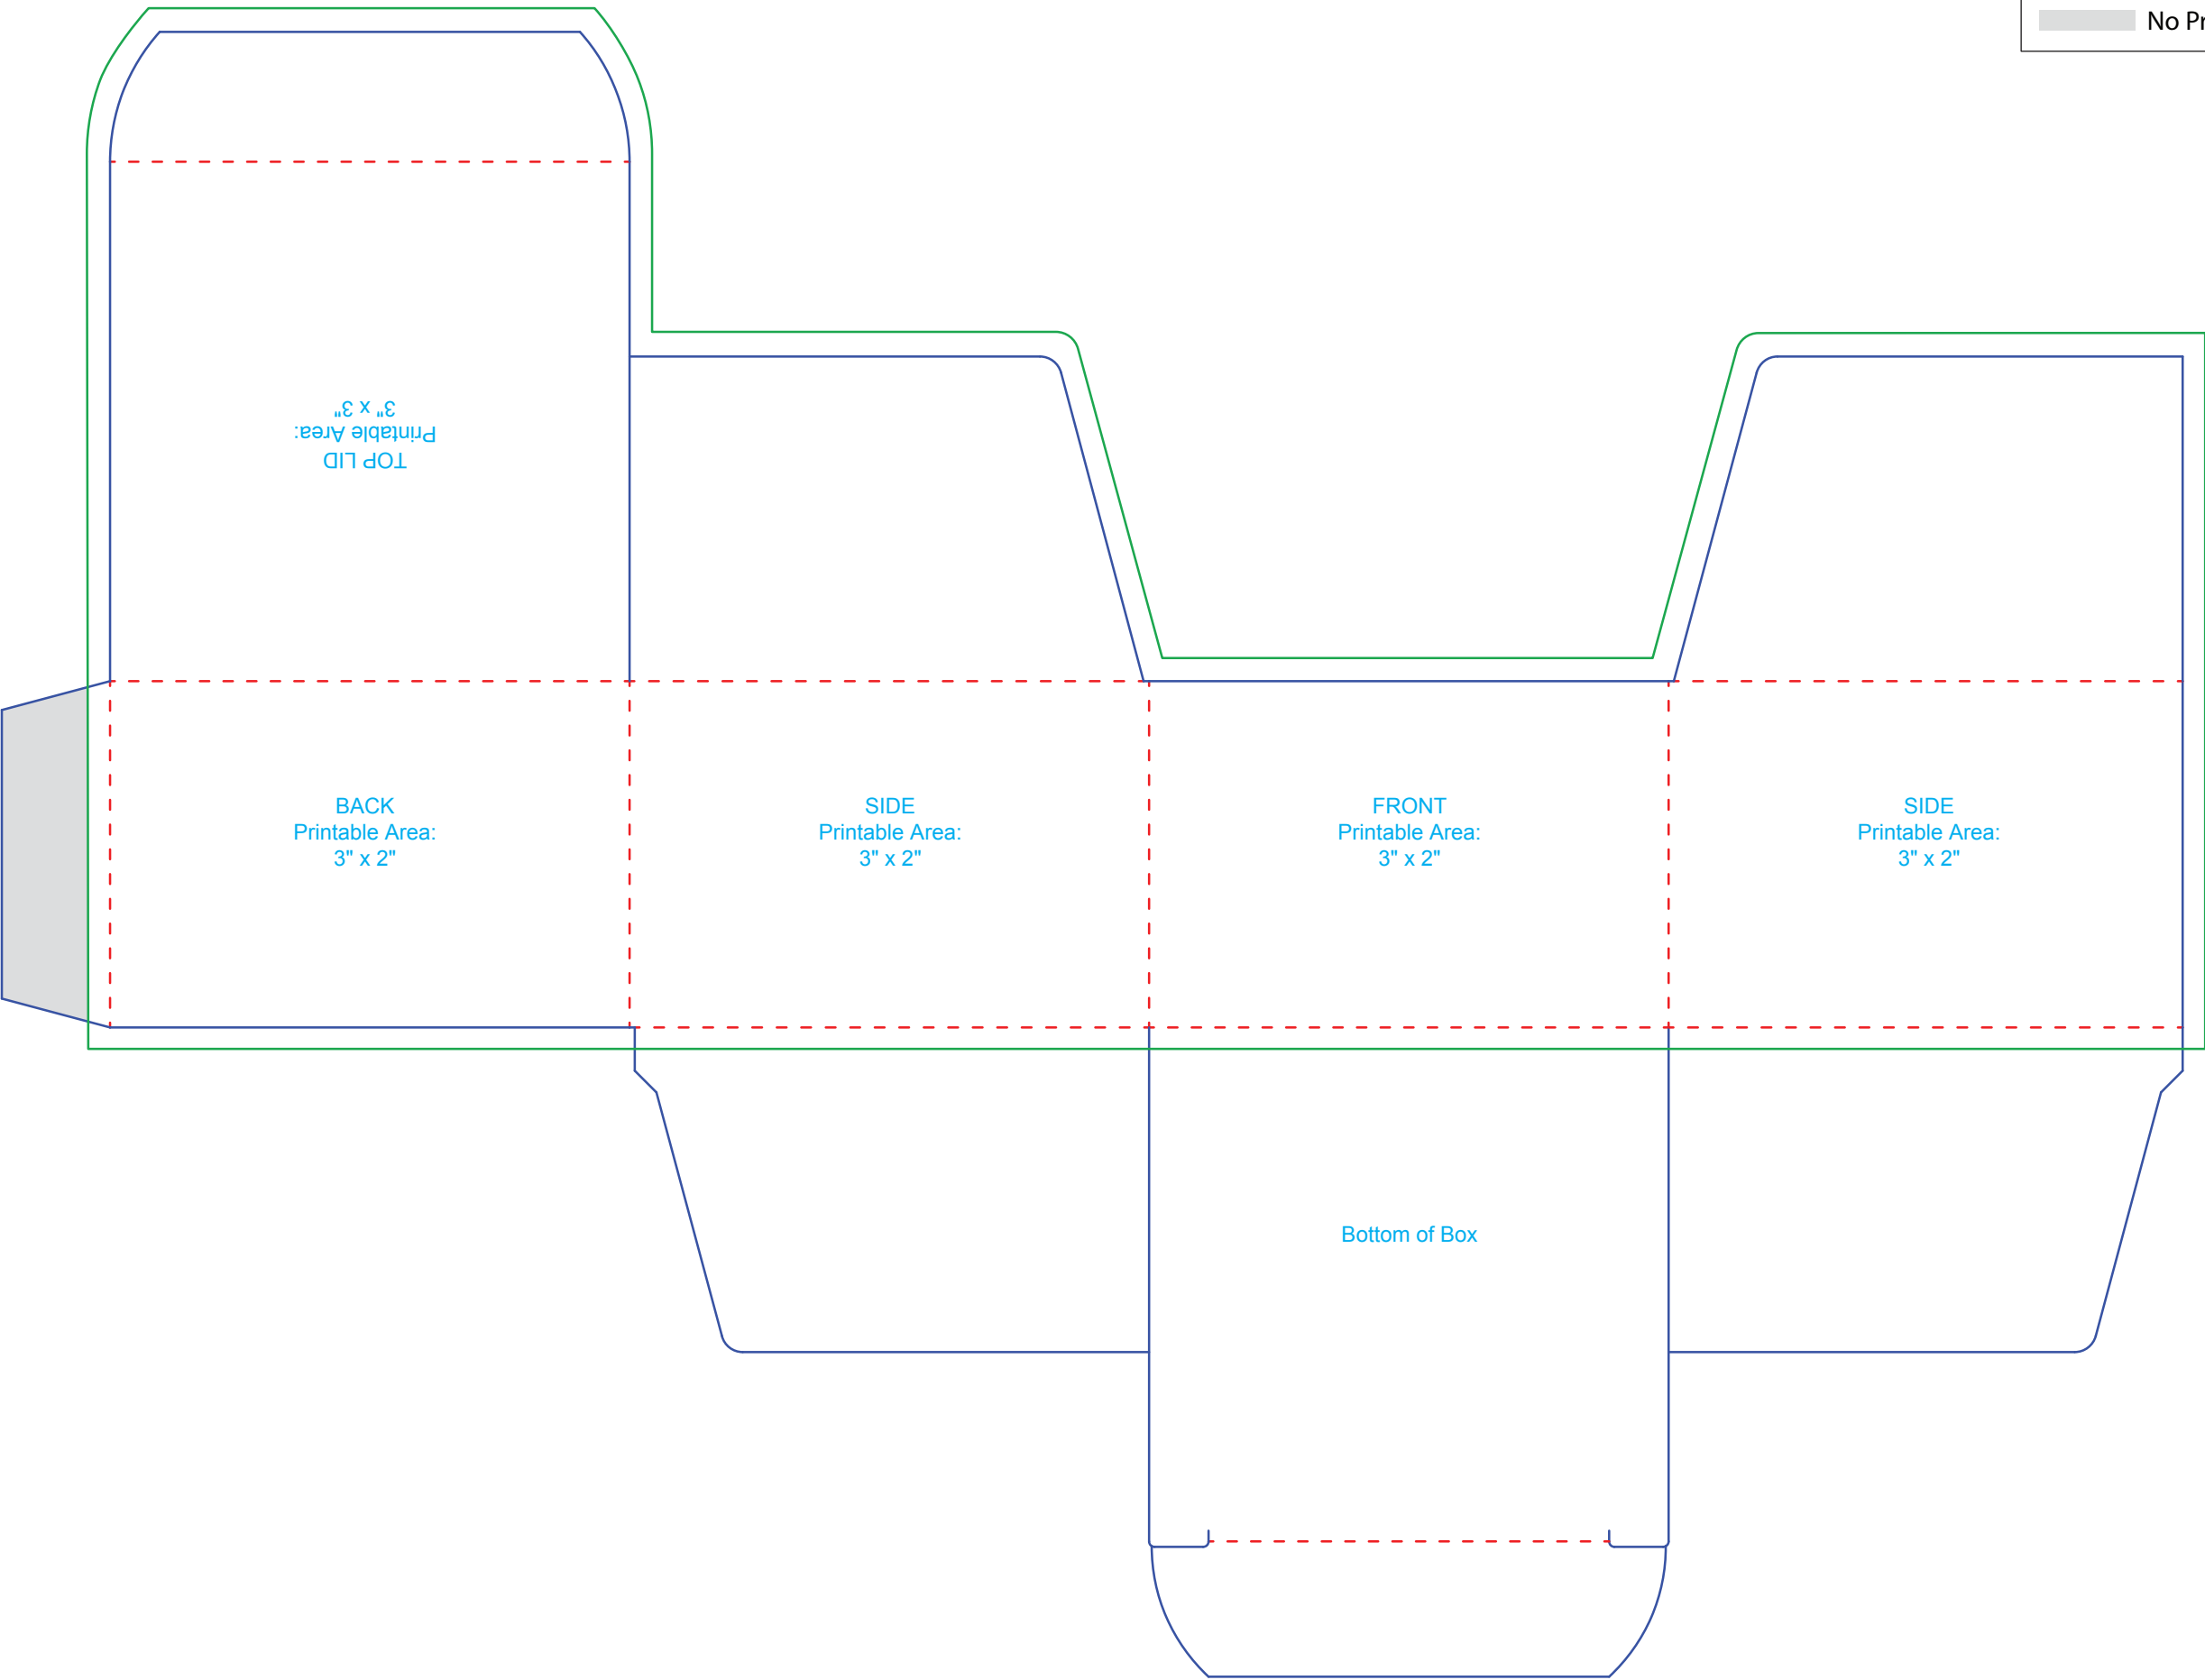 No
TOP LID
Printable Area:
3" x 3"
BACK
Printable Area:
3" x 2"
SIDE
Printable Area:
3" x 2"
FRONT
Printable Area:
3" x 2"
SIDE
Printable Area:
3" x 2"
Bottom of Box